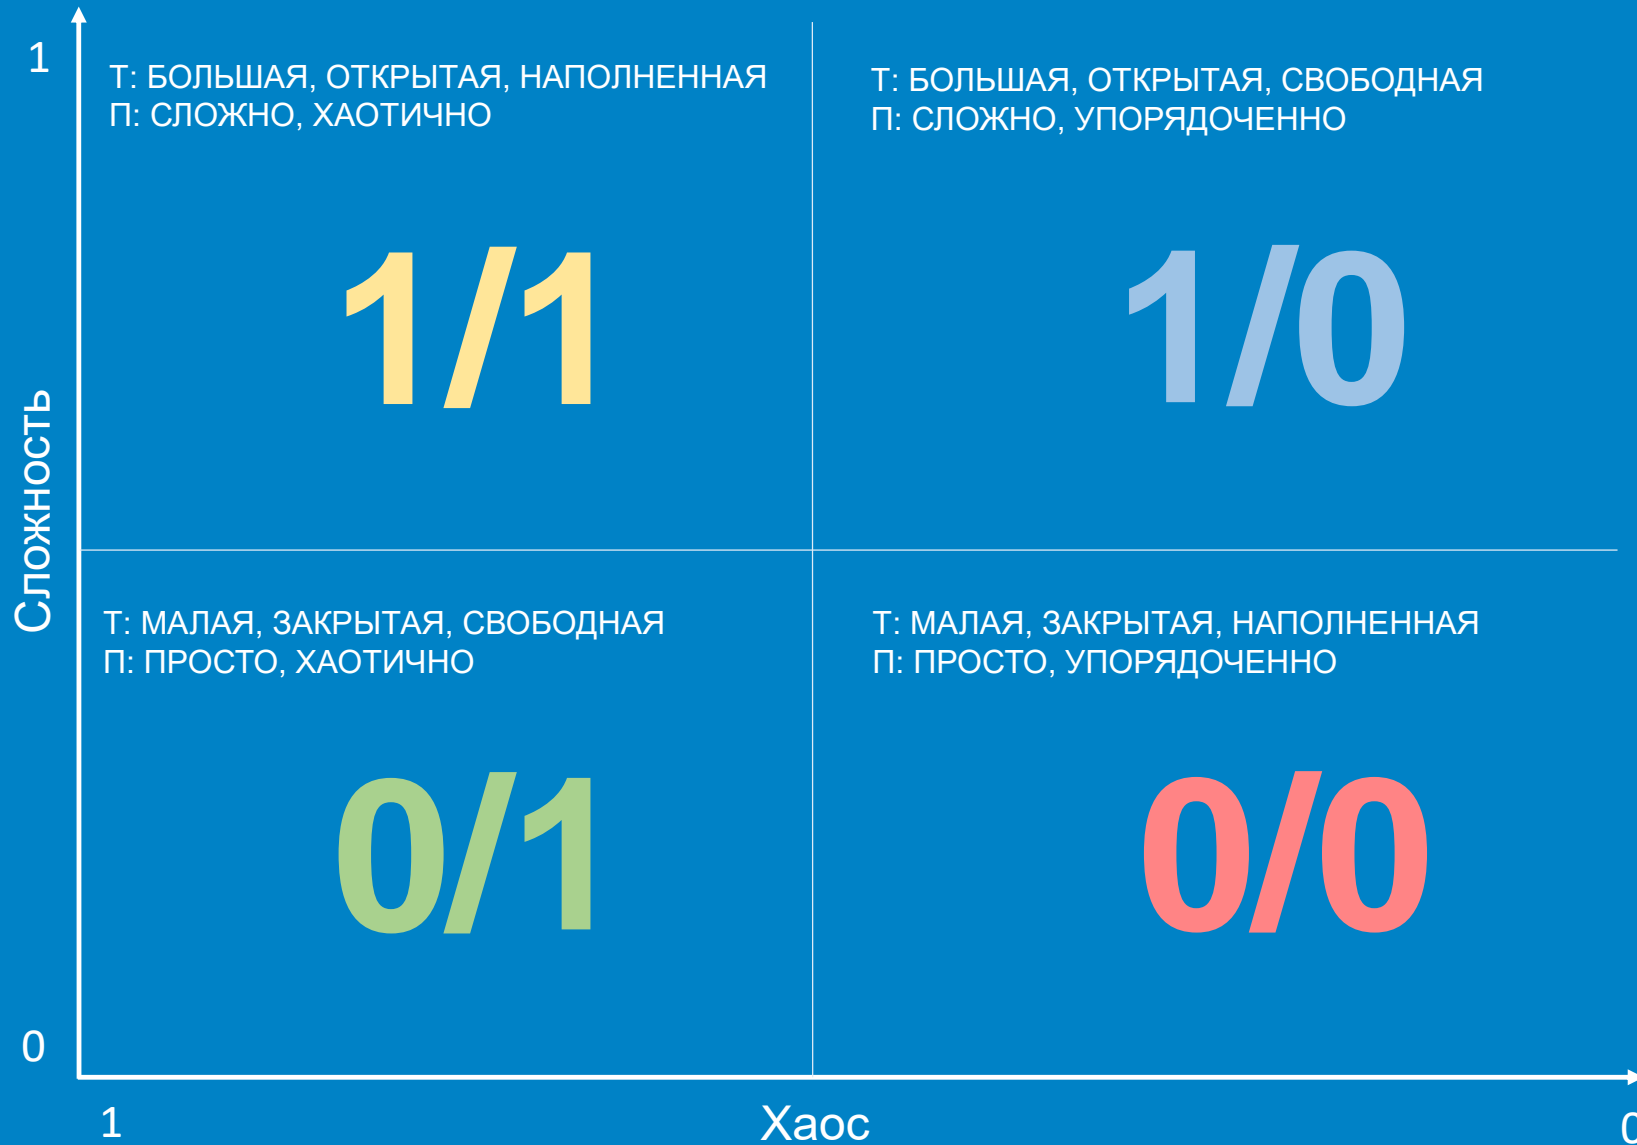 1
Т: БОЛЬШАЯ, ОТКРЫТАЯ, НАПОЛНЕННАЯ
П: СЛОЖНО, ХАОТИЧНО
1/1
Т: БОЛЬШАЯ, ОТКРЫТАЯ, СВОБОДНАЯ
П: СЛОЖНО, УПОРЯДОЧЕННО
1/0
Сложность
Т: МАЛАЯ, ЗАКРЫТАЯ, СВОБОДНАЯ
П: ПРОСТО, ХАОТИЧНО
0/1
Т: МАЛАЯ, ЗАКРЫТАЯ, НАПОЛНЕННАЯ
П: ПРОСТО, УПОРЯДОЧЕННО
0/0
0
1
Хаос
0